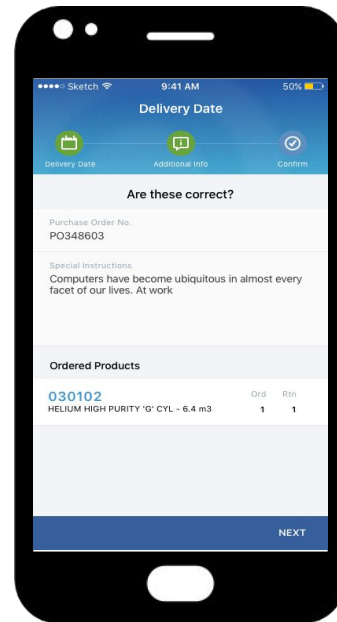 Sketch 9:41 AM 50%
Delivery Date
Delivery Date Additional Info Confirm
Are these correct?
Purchase Order No.
PO348603
Special Instructions
Computers have become ubiquitous in almost every
facet of our lives. At work
Ordered Products
030102 Ord Rtn
HELIUM HIGH PURITY 'G' CYL - 6.4 m3 1 1
NEXT